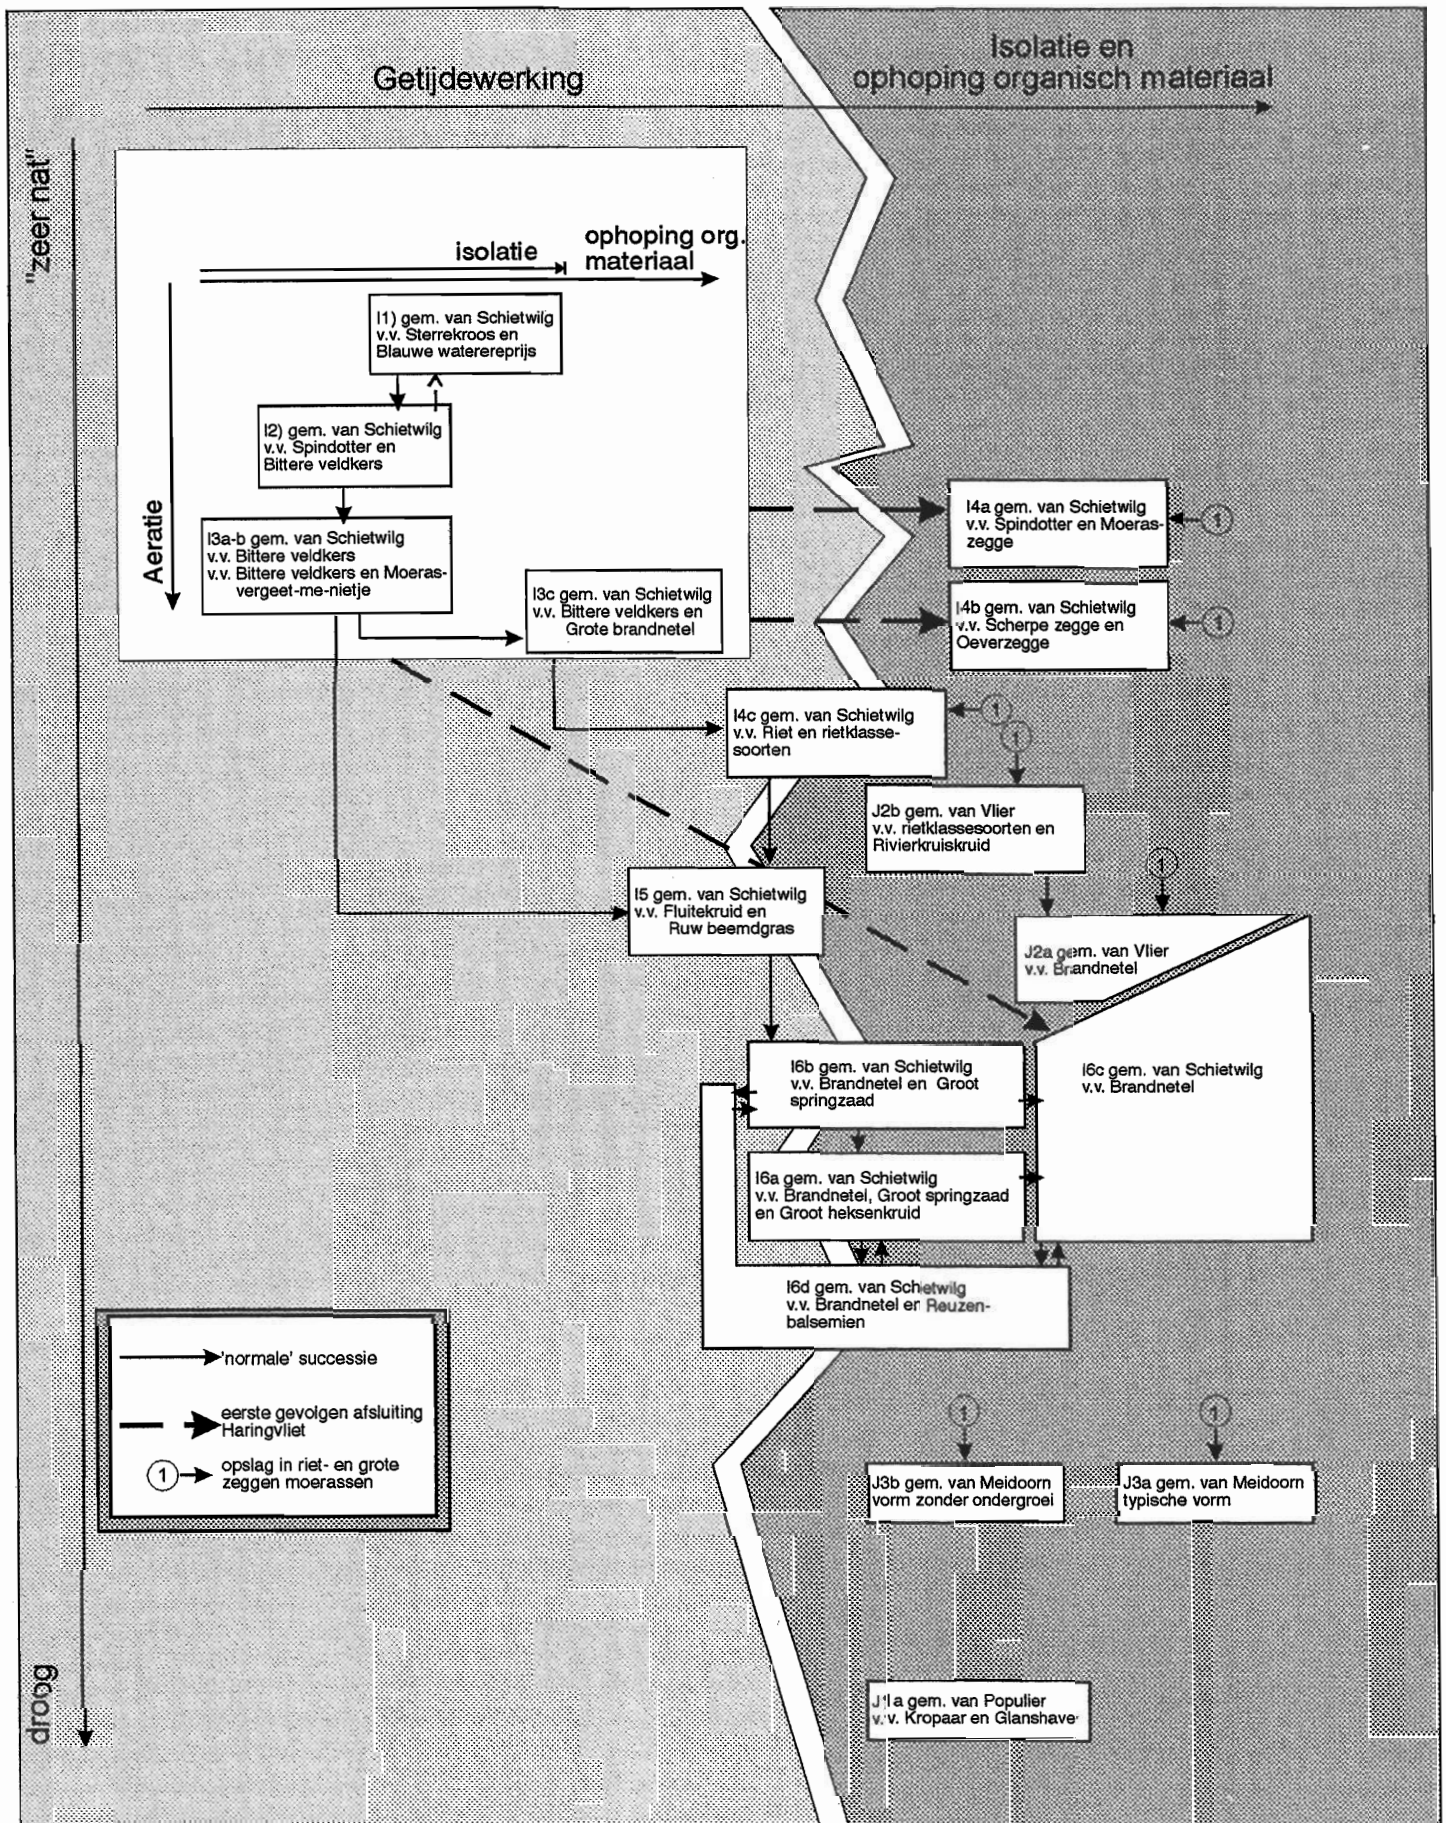 Getijdewerking
Isolatie en
ophoping organisch materiaal
"zeer nat"
isolatie
ophoping org.
materiaal
Aeratie
I1) gem. van Schietwilg
v.v. Sterrekroos en
Blauwe waterereprijs
I2) gem. van Schietwilg
v.v. Spindotter en
Bittere veldkers
I3a-b gem. van Schietwilg
v.v. Bittere veldkers
v.v. Bittere veldkers en Moeras-
vergeet-me-nietje
I3c gem. van Schietwilg
v.v. Bittere veldkers en
Grote brandnetel
I4a gem. van Schietwilg
v.v. Spindotter en Moeras-
zegge
1
I4b gem. van Schietwilg
v.v. Scherpe zegge en
Oeverzegge
1
I4c gem. van Schietwilg
v.v. Riet en rietklasse-
soorten
1
1
J2b gem. van Vlier
v.v. rietklassesoorten en
Rivierkruiskruid
1
I5 gem. van Schietwilg
v.v. Fluitekruid en
Ruw beemdgras
J2a gem. van Vlier
v.v. Brandnetel
I6b gem. van Schietwilg
v.v. Brandnetel en Groot
springzaad
I6c gem. van Schietwilg
v.v. Brandnetel
I6a gem. van Schietwilg
v.v. Brandnetel, Groot springzaad
en Groot heksenkruid
I6d gem. van Schietwilg
v.v. Brandnetel en Reuzen-
balsemien
'normale' successie
eerste gevolgen afsluiting
Haringvliet
1
opslag in riet- en grote
zeggen moerassen
1
1
J3b gem. van Meidoorn
vorm zonder ondergroei
J3a gem. van Meidoorn
typische vorm
J1a gem. van Populier
v.v. Kropaar en Glanshaver
droog